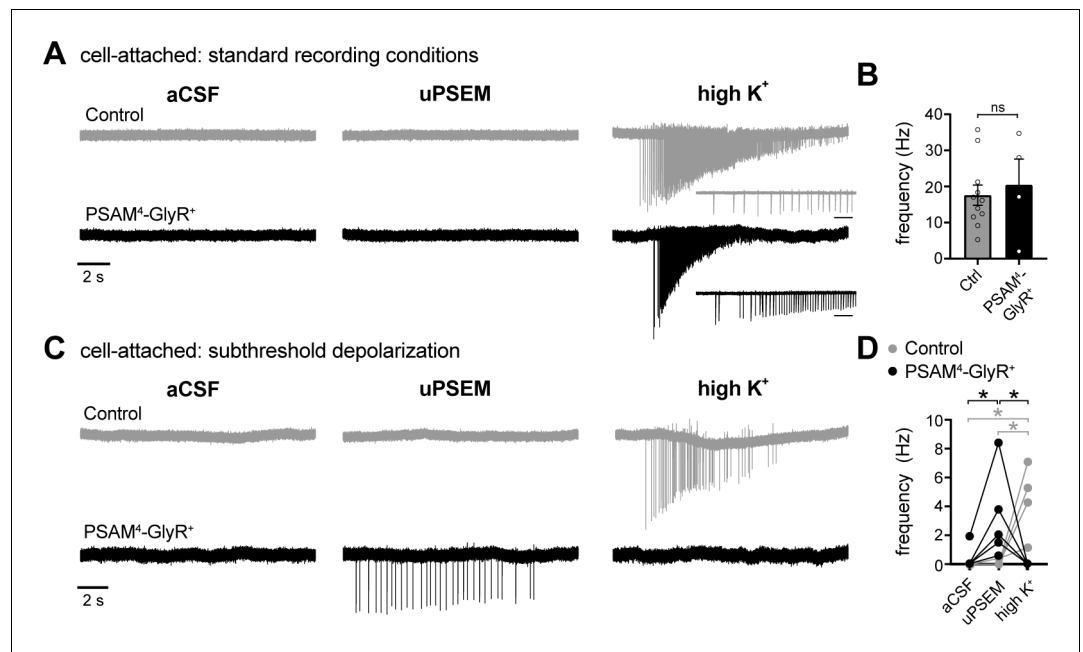 A cell-attached: standard recording conditions
aCSF uPSEM high K⁺
Control
PSAM⁴-GlyR⁺
2 s
B
ns
frequency (Hz)
40
30
20
10
0
Ctrl
PSAM⁴-
GlyR⁺
C cell-attached: subthreshold depolarization
aCSF uPSEM high K⁺
Control
PSAM⁴-GlyR⁺
2 s
D
Control
PSAM⁴-GlyR⁺
* *
*
*
frequency (Hz)
10
8
6
4
2
0
aCSF
uPSEM
high K⁺